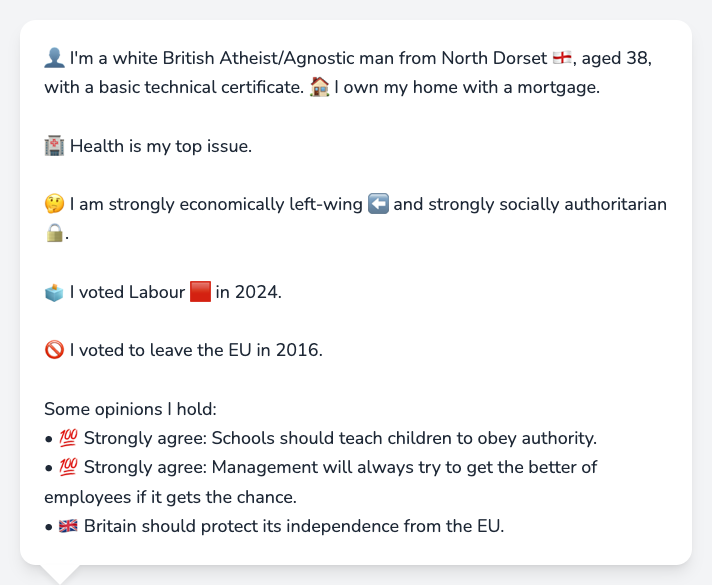 👤 I'm a white British Atheist/Agnostic man from North Dorset 🏴󠁧󠁢󠁥󠁮󠁧󠁿, aged 38,
with a basic technical certificate. 🏠 I own my home with a mortgage.
🏥 Health is my top issue.
🤔 I am strongly economically left-wing ⬅️ and strongly socially authoritarian
🔒.
🗳️ I voted Labour 🟥 in 2024.
🚫 I voted to leave the EU in 2016.
Some opinions I hold:
• 💯 Strongly agree: Schools should teach children to obey authority.
• 💯 Strongly agree: Management will always try to get the better of
employees if it gets the chance.
• 🇬🇧 Britain should protect its independence from the EU.